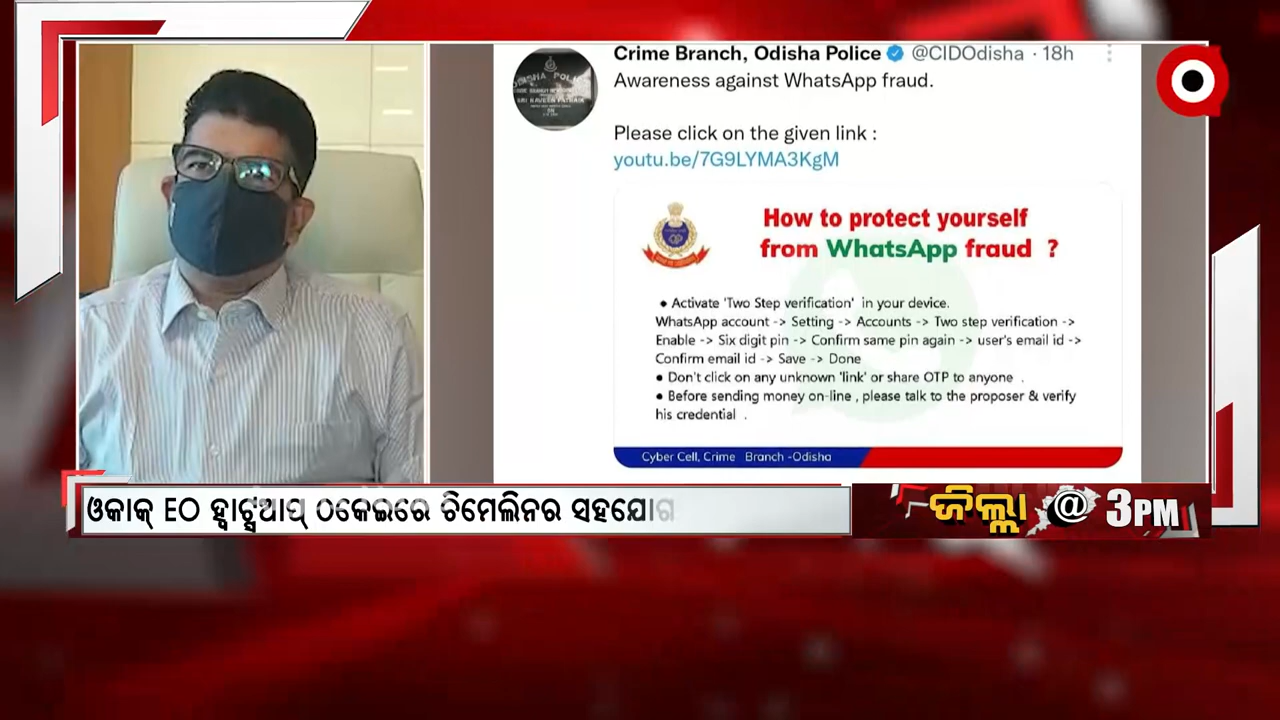 Crime Branch, Odisha Police @CIDOdisha · 18h
Awareness against WhatsApp fraud.
Please click on the given link :
youtu.be/7G9LYMA3KgM
How to protect yourself
from WhatsApp fraud ?
• Activate 'Two Step verification' in your device.
WhatsApp account -> Setting -> Accounts -> Two step verification ->
Enable -> Six digit pin -> Confirm same pin again -> user's email id ->
Confirm email id -> Save -> Done
• Don't click on any unknown 'link' or share OTP to anyone .
• Before sending money on-line , please talk to the proposer & verify
his credential .
Cyber Cell, Crime Branch -Odisha
ଓକାକ୍ EO ହ୍ୱାଟ୍ସଆପ୍ ଠକେଇରେ ଚିମେଲିନର ସହଯୋଗ
ଜିଲ୍ଲା @ 3PM